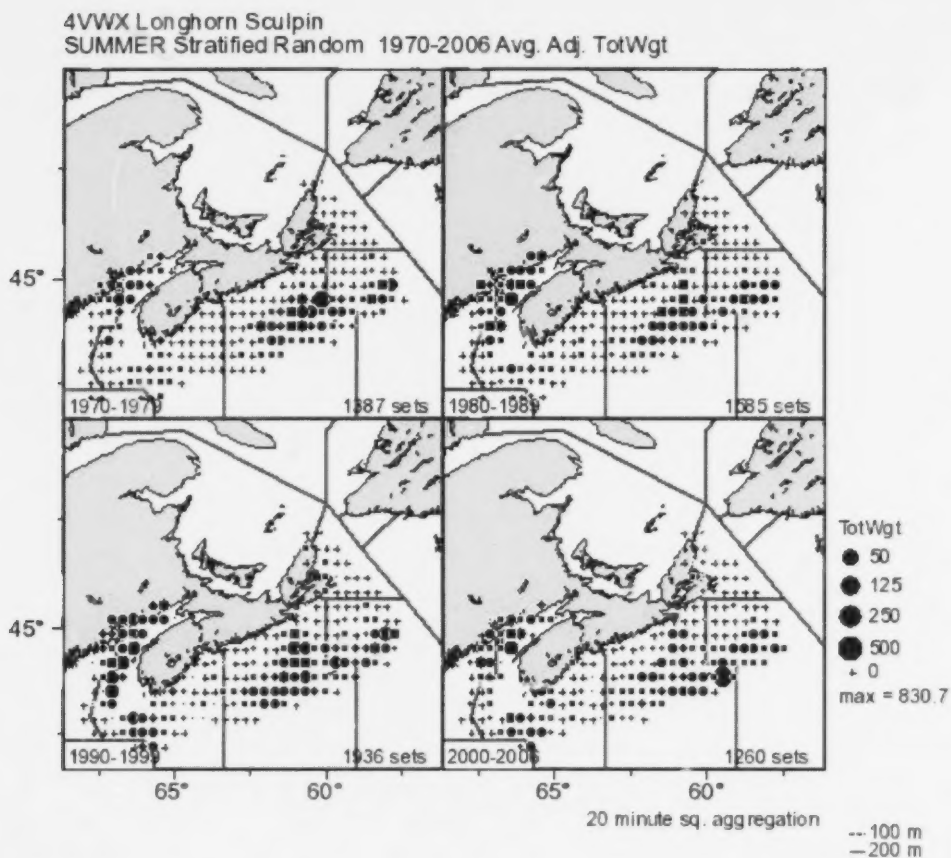 4VWX Longhorn Sculpin
SUMMER Stratified Random 1970-2006 Avg. Adj. TotWgt
45°
1970-1979
1387 sets
1980-1989
1585 sets
45°
1990-1999
1936 sets
2000-2006
1260 sets
65°
60°
65°
60°
TotWgt
50
125
250
500
+ 0
max = 830.7
20 minute sq. aggregation
--- 100 m
— 200 m